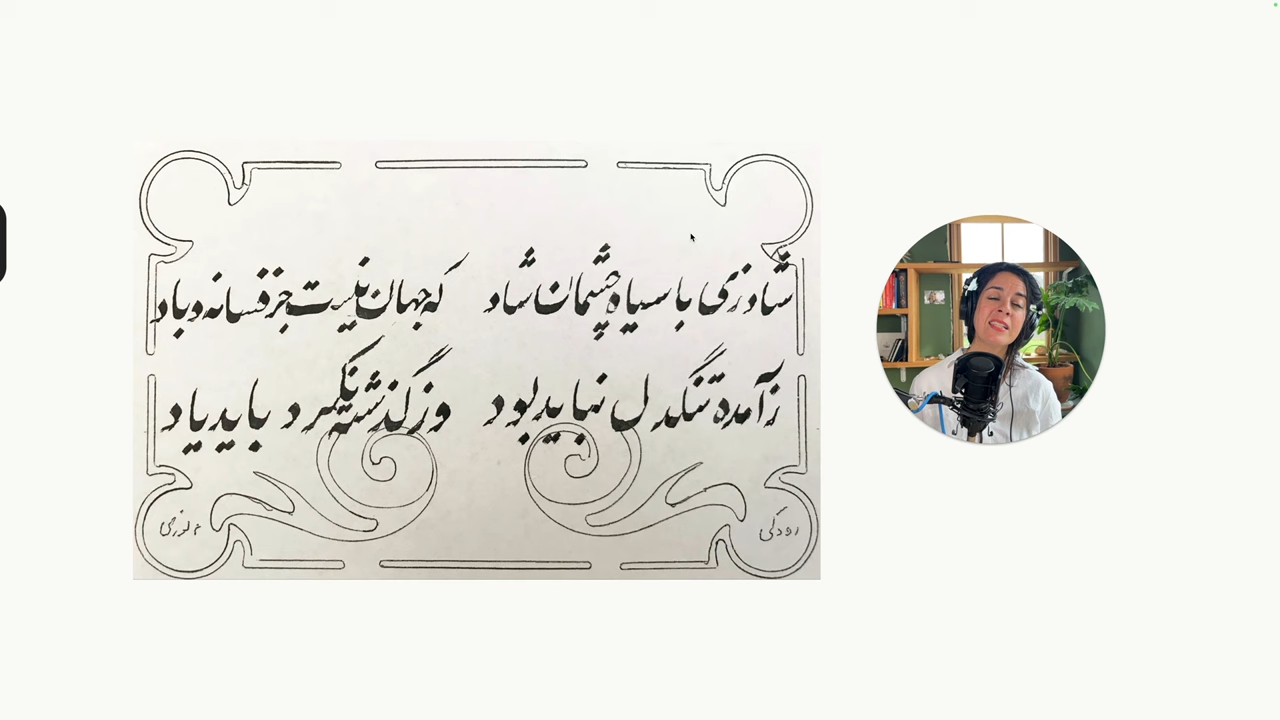 شاد زی با سیاه چشمان شاد که جهان نیست جز فسانه و باد
زآمده تنگدل نباید بود وز گذشته نکرد باید یاد
رودکی